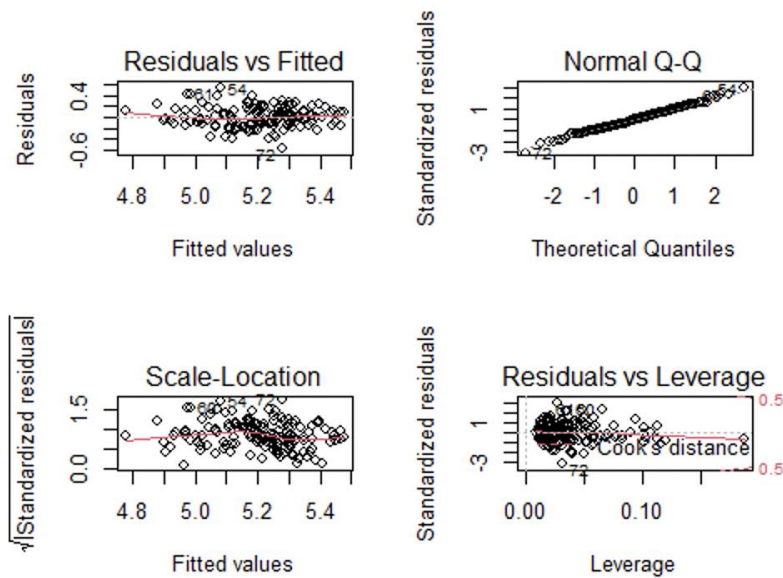 Residuals vs Fitted
Residuals
0.4
-0.6
61
54
72
4.8 5.0 5.2 5.4
Fitted values
Normal Q-Q
Standardized residuals
1
-3
54
72
-2 -1 0 1 2
Theoretical Quantiles
Scale-Location
√|Standardized residuals|
1.5
0.0
54
72
4.8 5.0 5.2 5.4
Fitted values
Residuals vs Leverage
Standardized residuals
1
-3
72
Cook's distance
0.5
0.5
0.00 0.10
Leverage